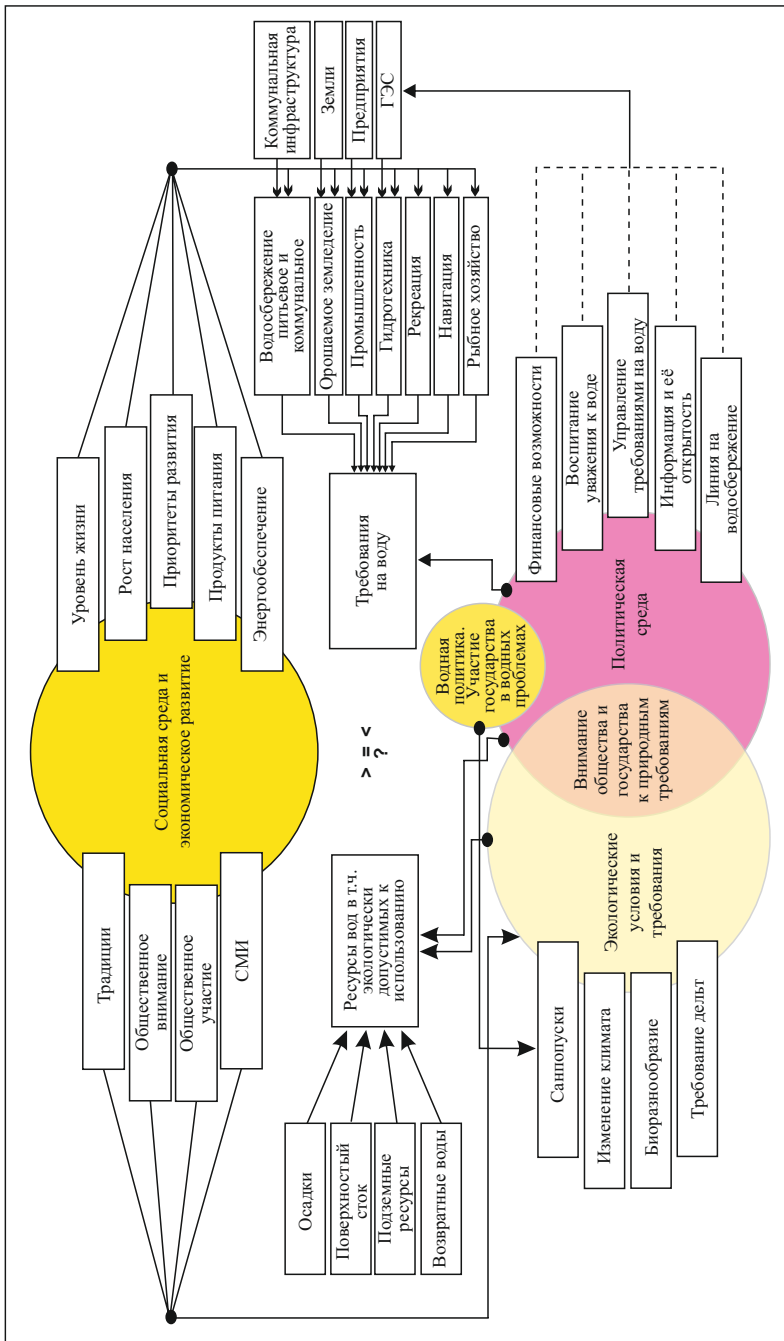 Социальная среда и
экономическое развитие
Традиции
Общественное
внимание
Общественное
участие
СМИ
Уровень жизни
Рост населения
Приоритеты развития
Продукты питания
Энергообеспечение
Осадки
Поверхностый
сток
Подземные
ресурсы
Возвратные воды
Ресурсы вод в т.ч.
экологически
допустимых к
использованию
> = <
?
Требования
на воду
Водосбережение
питьевое и
коммунальное
Орошаемое земледелие
Промышленность
Гидротехника
Рекреация
Навигация
Рыбное хозяйство
Коммунальная
инфраструктура
Земли
Предприятия
ГЭС
Водная
политика.
Участие
государства
в водных
проблемах
Экологические
условия и
требования
Внимание
общества и
государства
к природным
требованиям
Политическая
среда
Санпопуски
Изменение климата
Биоразнообразие
Требование дельт
Финансовые возможности
Воспитание
уважения к воде
Управление
требованиями на воду
Информация и её
открытость
Линия на
водосбережение